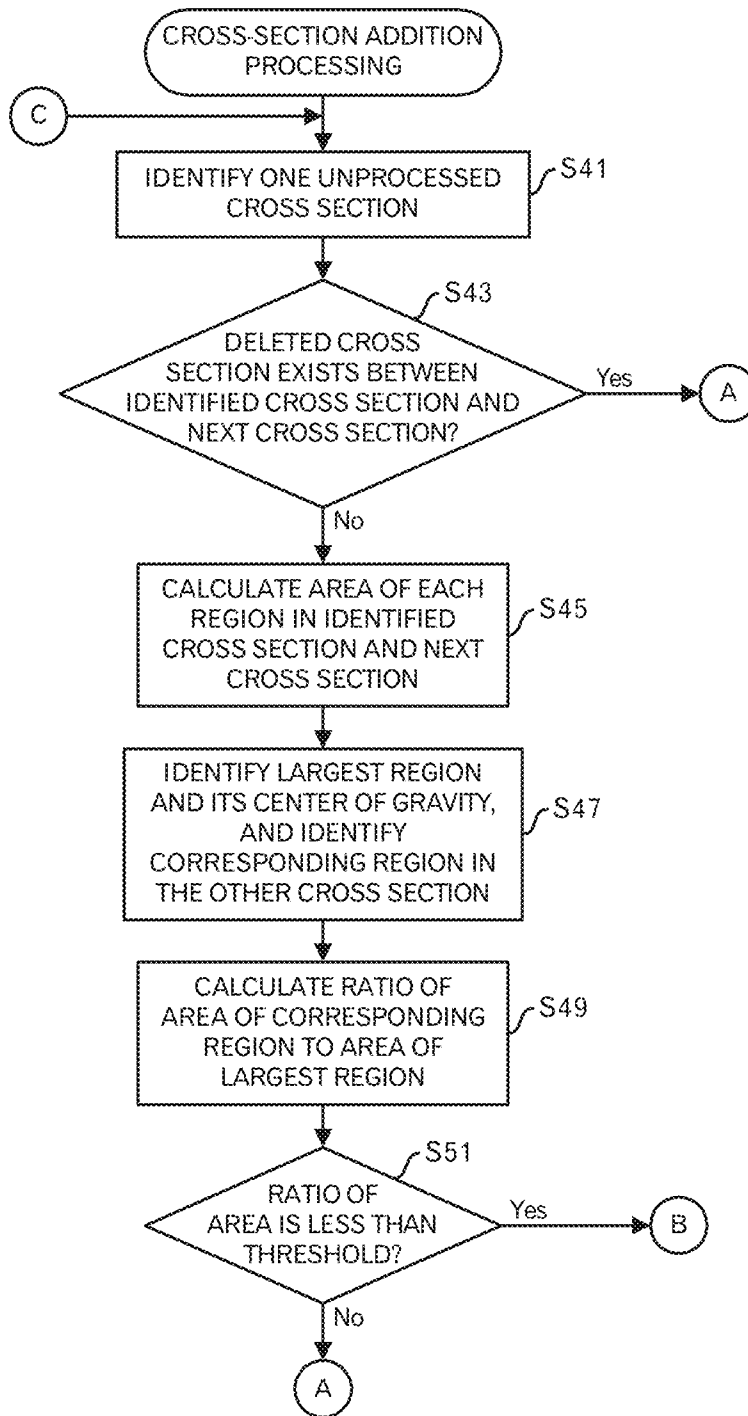 CROSS-SECTION ADDITION
PROCESSING
C
IDENTIFY ONE UNPROCESSED
CROSS SECTION
S41
S43
DELETED CROSS
SECTION EXISTS BETWEEN
IDENTIFIED CROSS SECTION AND
NEXT CROSS SECTION?
Yes
A
No
CALCULATE AREA OF EACH
REGION IN IDENTIFIED
CROSS SECTION AND NEXT
CROSS SECTION
S45
IDENTIFY LARGEST REGION
AND ITS CENTER OF GRAVITY,
AND IDENTIFY
CORRESPONDING REGION IN
THE OTHER CROSS SECTION
S47
CALCULATE RATIO OF
AREA OF CORRESPONDING
REGION TO AREA OF
LARGEST REGION
S49
S51
RATIO OF
AREA IS LESS THAN
THRESHOLD?
Yes
B
No
A